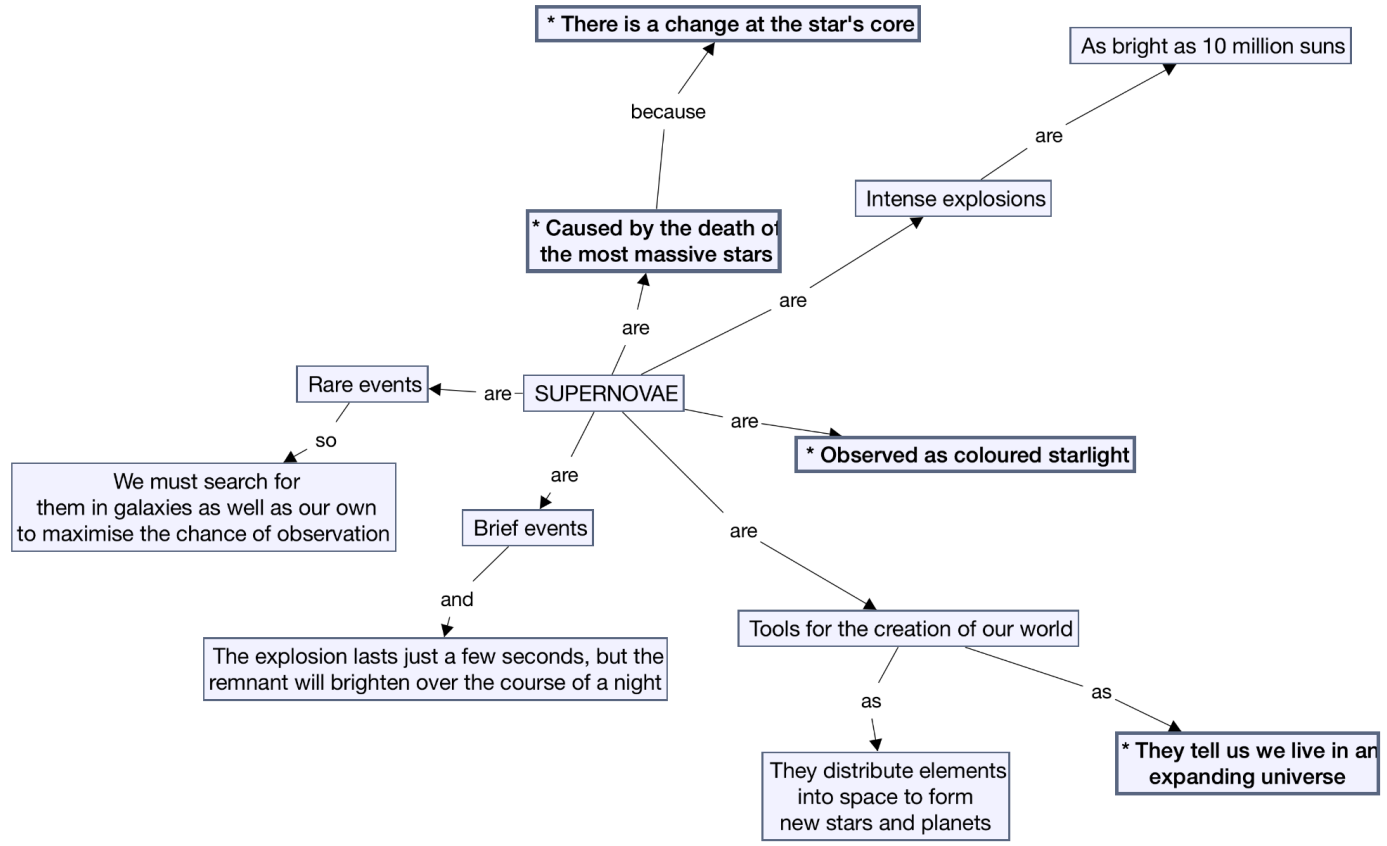 * There is a change at the star's core
As bright as 10 million suns
because
are
Intense explosions
* Caused by the death of
the most massive stars
are
are
Rare events
are
SUPERNOVAE
are
so
* Observed as coloured starlight
We must search for
them in galaxies as well as our own
to maximise the chance of observation
are
Brief events
are
and
Tools for the creation of our world
The explosion lasts just a few seconds, but the
remnant will brighten over the course of a night
as
as
They distribute elements
into space to form
new stars and planets
* They tell us we live in an
expanding universe